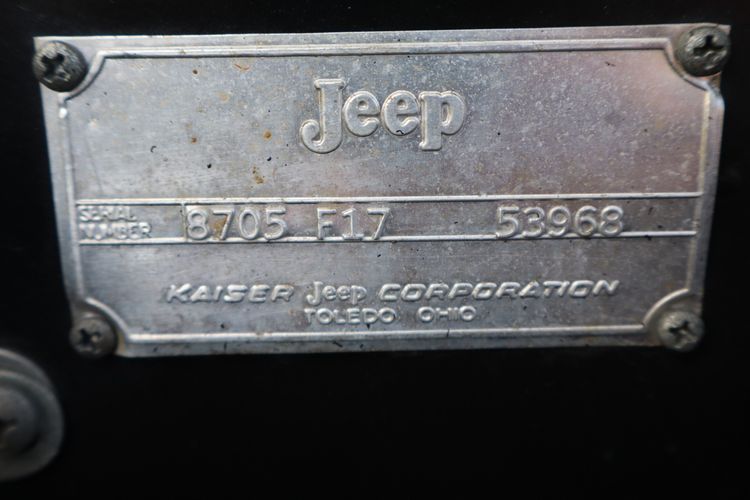 Jeep
SERIAL NUMBER 8705 F17 53968
KAISER Jeep CORPORATION
TOLEDO OHIO